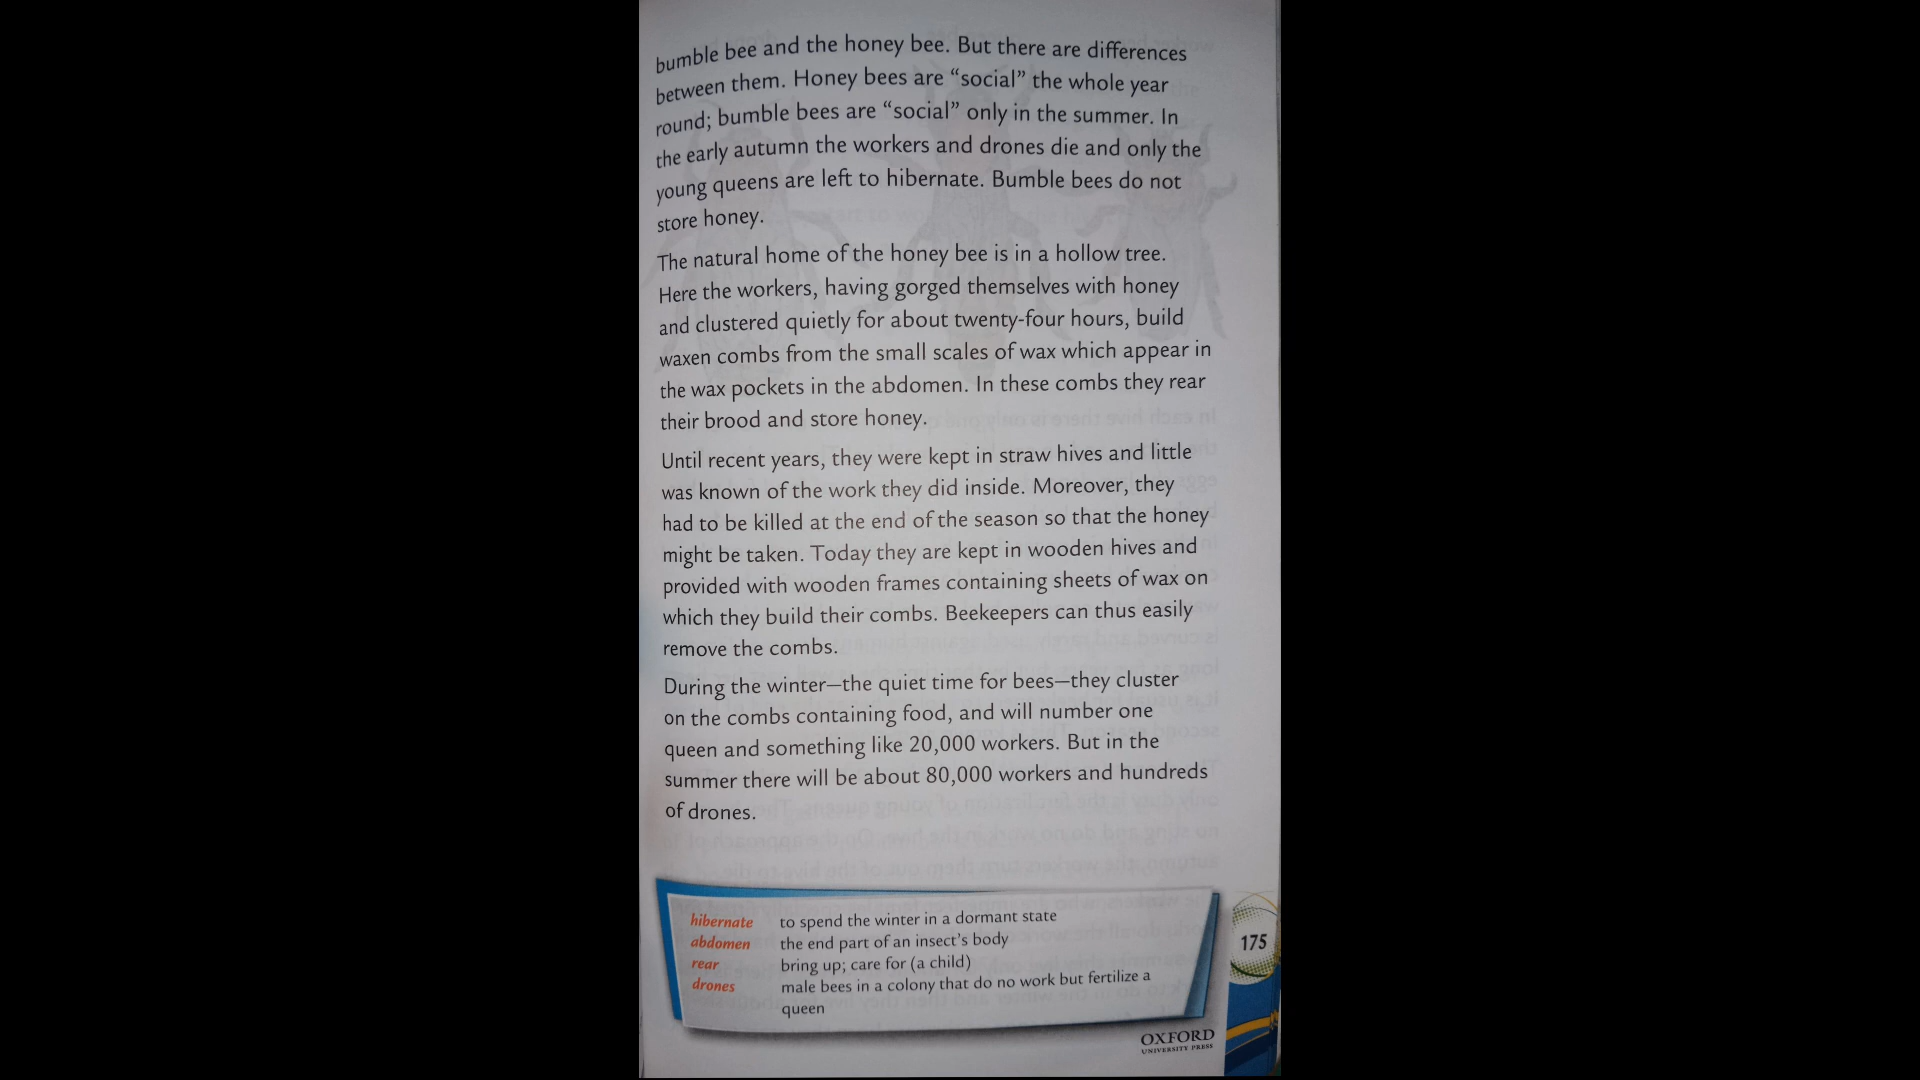 bumble bee and the honey bee. But there are differences
between them. Honey bees are “social” the whole year
round; bumble bees are “social” only in the summer. In
the early autumn the workers and drones die and only the
young queens are left to hibernate. Bumble bees do not
store honey.
The natural home of the honey bee is in a hollow tree.
Here the workers, having gorged themselves with honey
and clustered quietly for about twenty-four hours, build
waxen combs from the small scales of wax which appear in
the wax pockets in the abdomen. In these combs they rear
their brood and store honey.
Until recent years, they were kept in straw hives and little
was known of the work they did inside. Moreover, they
had to be killed at the end of the season so that the honey
might be taken. Today they are kept in wooden hives and
provided with wooden frames containing sheets of wax on
which they build their combs. Beekeepers can thus easily
remove the combs.
During the winter—the quiet time for bees—they cluster
on the combs containing food, and will number one
queen and something like 20,000 workers. But in the
summer there will be about 80,000 workers and hundreds
of drones.
hibernate to spend the winter in a dormant state
abdomen the end part of an insect’s body
rear bring up; care for (a child)
drones male bees in a colony that do no work but fertilize a
queen
175
OXFORD
UNIVERSITY PRESS